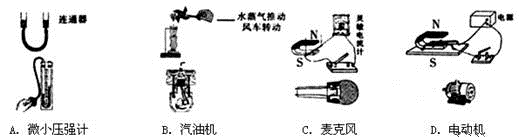 连通器
水蒸气推动
风车转动
灵敏电流计
N
S
电源
N
S
A. 微小压强计
B. 汽油机
C. 麦克风
D. 电动机